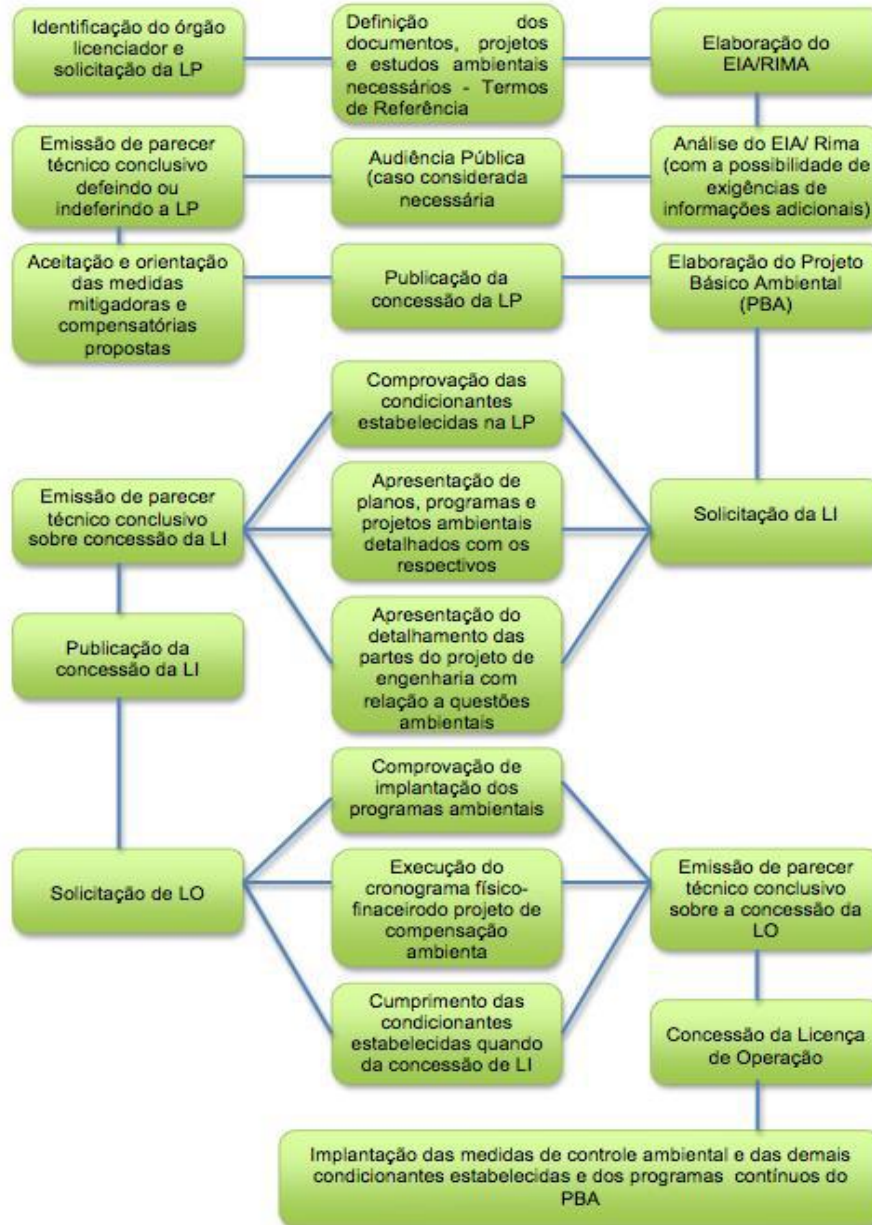 Identificação do órgão
licenciador e
solicitação da LP
Definição dos
documentos, projetos
e estudos ambientais
necessários - Termos
de Referência
Elaboração do
EIA/RIMA
Análise do EIA/ Rima
(com a possibilidade de
exigências de
informações adicionais)
Audiência Pública
(caso considerada
necessária
Emissão de parecer
técnico conclusivo
defeindo ou
indeferindo a LP
Aceitação e orientação
das medidas
mitigadoras e
compensatórias
propostas
Publicação da
concessão da LP
Elaboração do Projeto
Básico Ambiental
(PBA)
Solicitação da LI
Comprovação das
condicionantes
estabelecidas na LP
Apresentação de
planos, programas e
projetos ambientais
detalhados com os
respectivos
Apresentação do
detalhamento das
partes do projeto de
engenharia com
relação a questões
ambientais
Emissão de parecer
técnico conclusivo
sobre concessão da LI
Publicação da
concessão da LI
Solicitação de LO
Comprovação de
implantação dos
programas ambientais
Execução do
cronograma físico-
finaceirodo projeto de
compensação
ambienta
Cumprimento das
condicionantes
estabelecidas quando
da concessão de LI
Emissão de parecer
técnico conclusivo
sobre a concessão da
LO
Concessão da Licença
de Operação
Implantação das medidas de controle ambiental e das demais
condicionantes estabelecidas e dos programas contínuos do
PBA